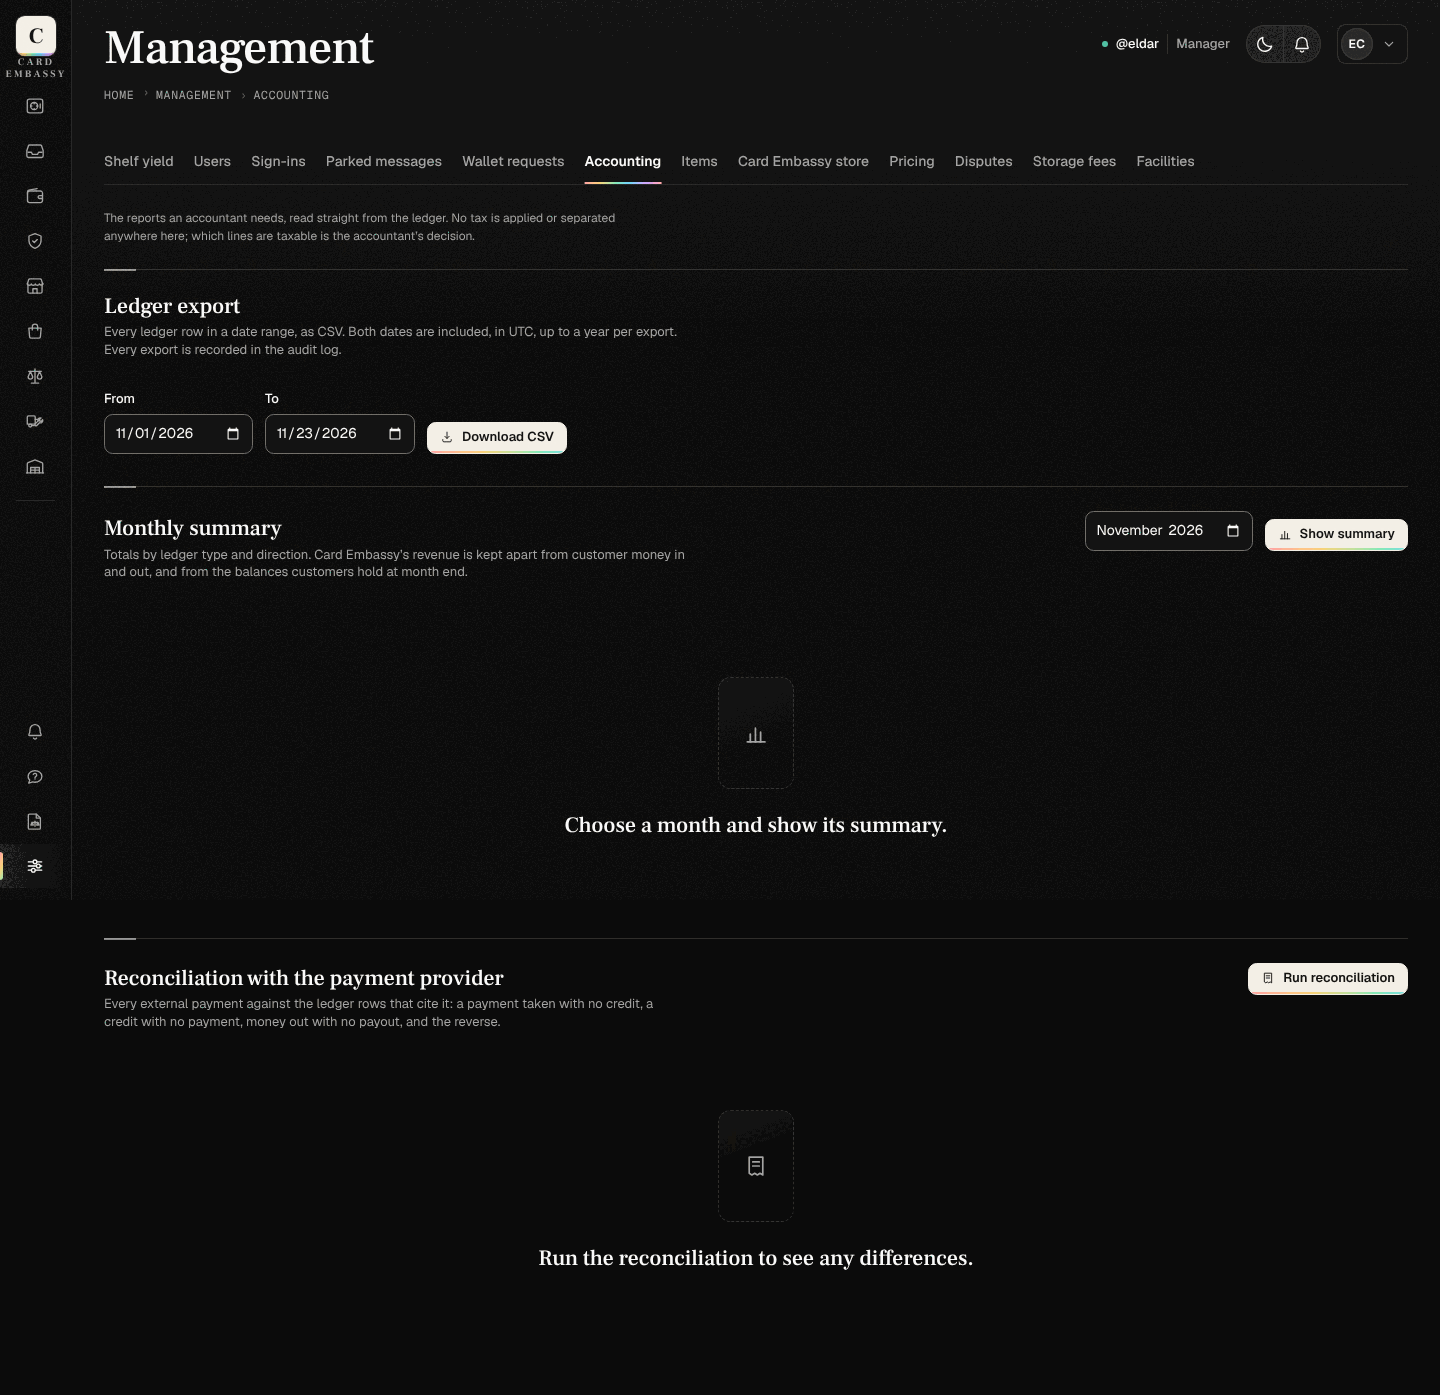 C
CARD
EMBASSY
Management
@eldar
Manager
EC
HOME › MANAGEMENT › ACCOUNTING
Shelf yield Users Sign-ins Parked messages Wallet requests Accounting Items Card Embassy store Pricing Disputes Storage fees Facilities
The reports an accountant needs, read straight from the ledger. No tax is applied or separated
anywhere here; which lines are taxable is the accountant's decision.
Ledger export
Every ledger row in a date range, as CSV. Both dates are included, in UTC, up to a year per export.
Every export is recorded in the audit log.
From To
11/01/2026 11/23/2026 Download CSV
Monthly summary
November 2026 Show summary
Totals by ledger type and direction. Card Embassy's revenue is kept apart from customer money in
and out, and from the balances customers hold at month end.
Choose a month and show its summary.
Reconciliation with the payment provider
Run reconciliation
Every external payment against the ledger rows that cite it: a payment taken with no credit, a
credit with no payment, money out with no payout, and the reverse.
Run the reconciliation to see any differences.